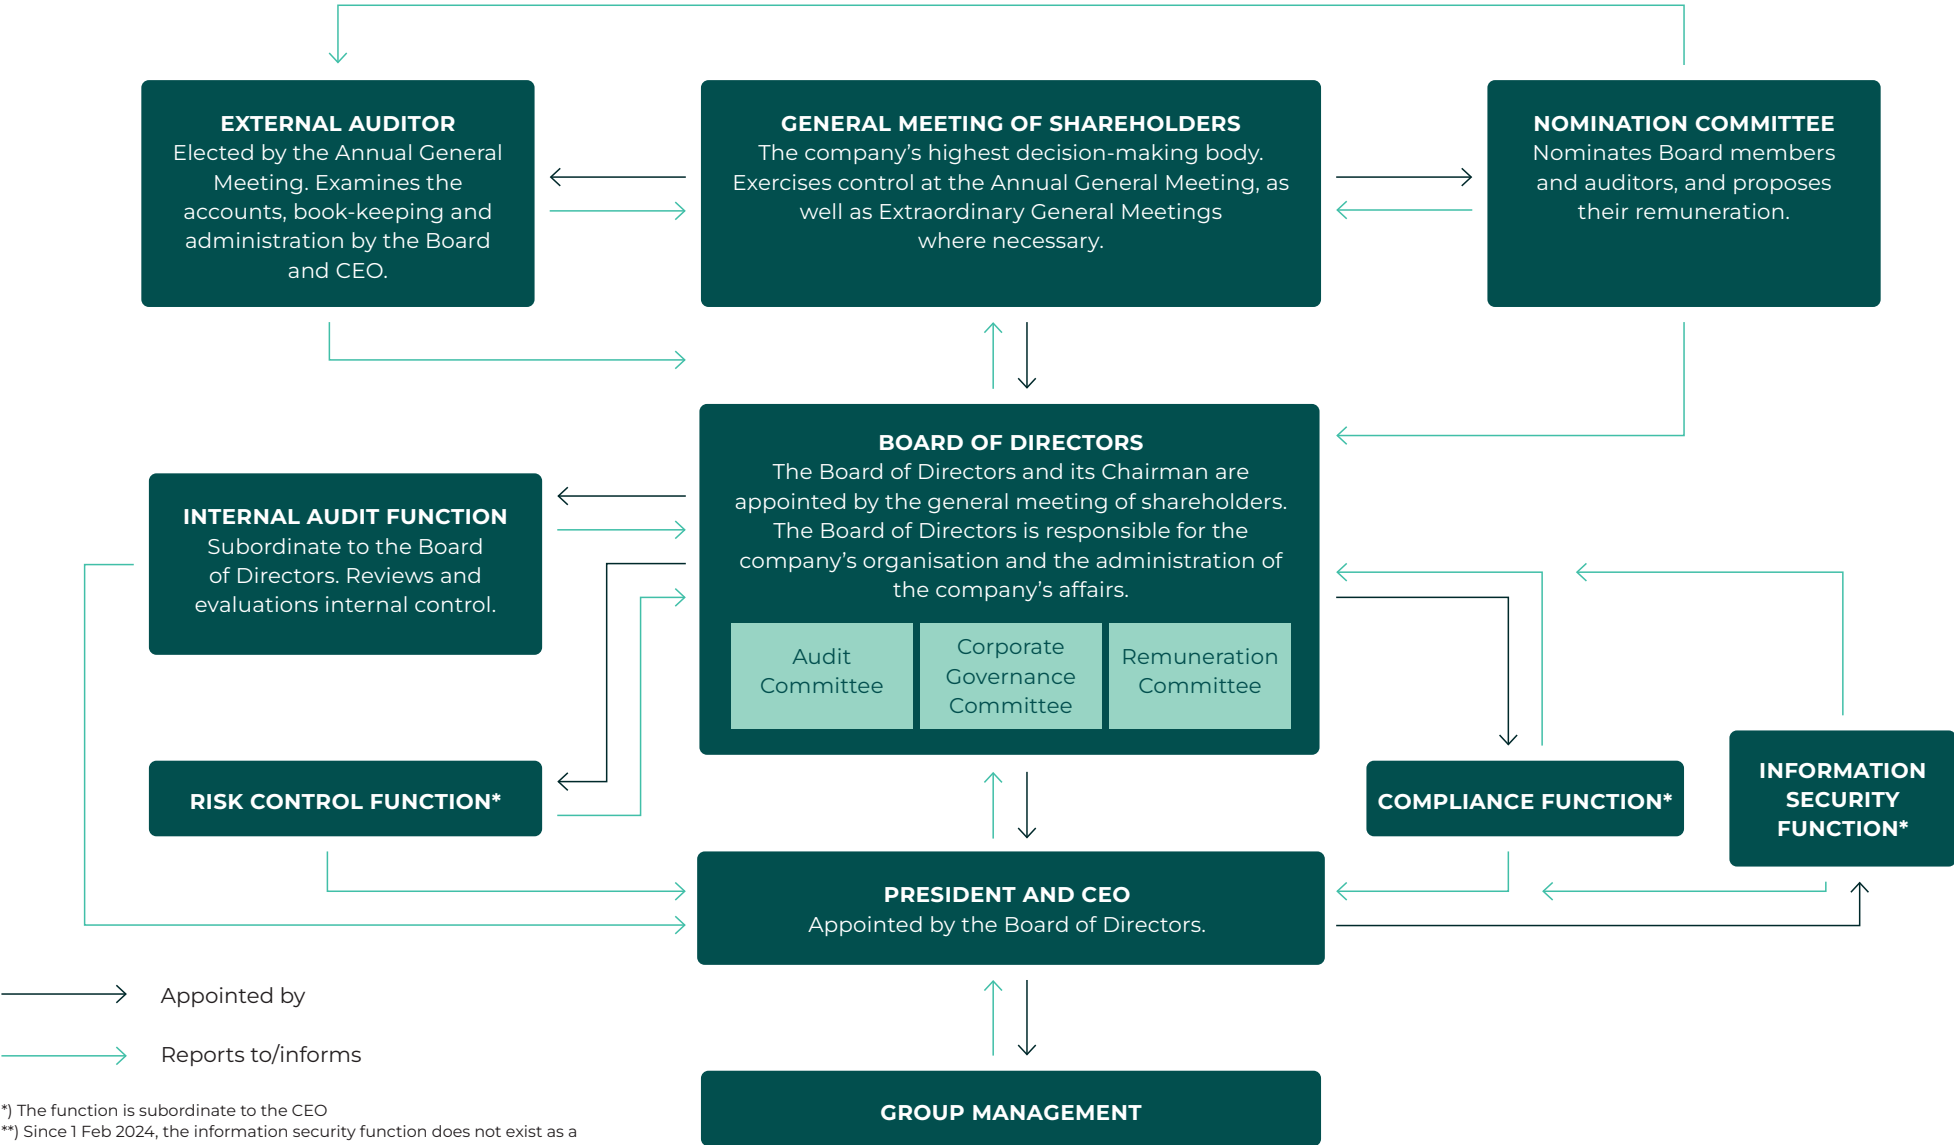 EXTERNAL AUDITOR
Elected by the Annual General
Meeting. Examines the
accounts, book-keeping and
administration by the Board
and CEO.
GENERAL MEETING OF SHAREHOLDERS
The company’s highest decision-making body.
Exercises control at the Annual General Meeting, as
well as Extraordinary General Meetings
where necessary.
NOMINATION COMMITTEE
Nominates Board members
and auditors, and proposes
their remuneration.
BOARD OF DIRECTORS
The Board of Directors and its Chairman are
appointed by the general meeting of shareholders.
The Board of Directors is responsible for the
company’s organisation and the administration of
the company’s affairs.
Audit
Committee
Corporate
Governance
Committee
Remuneration
Committee
INTERNAL AUDIT FUNCTION
Subordinate to the Board
of Directors. Reviews and
evaluations internal control.
RISK CONTROL FUNCTION*
COMPLIANCE FUNCTION*
INFORMATION
SECURITY
FUNCTION*
PRESIDENT AND CEO
Appointed by the Board of Directors.
Appointed by
Reports to/informs
GROUP MANAGEMENT
*) The function is subordinate to the CEO
**) Since 1 Feb 2024, the information security function does not exist as a